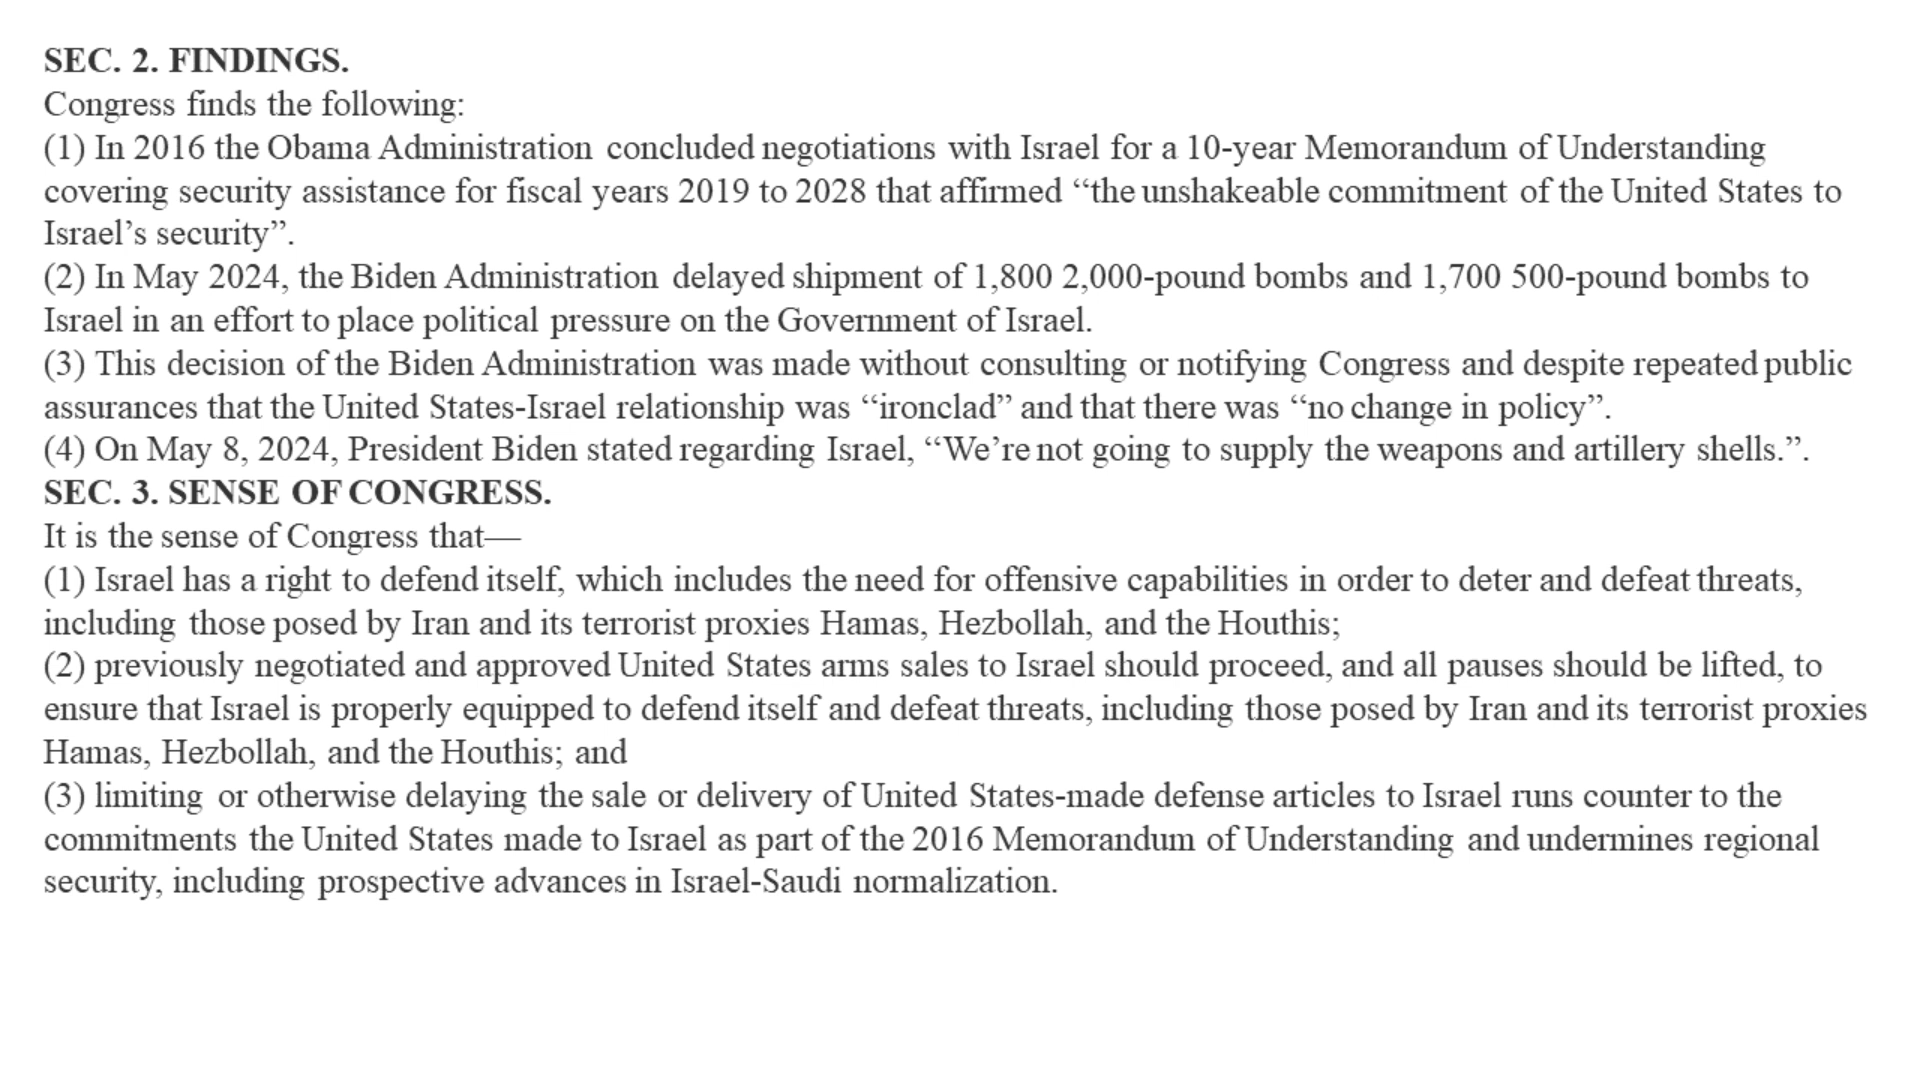 SEC. 2. FINDINGS.
Congress finds the following:
(1) In 2016 the Obama Administration concluded negotiations with Israel for a 10-year Memorandum of Understanding
covering security assistance for fiscal years 2019 to 2028 that affirmed “the unshakeable commitment of the United States to
Israel’s security”.
(2) In May 2024, the Biden Administration delayed shipment of 1,800 2,000-pound bombs and 1,700 500-pound bombs to
Israel in an effort to place political pressure on the Government of Israel.
(3) This decision of the Biden Administration was made without consulting or notifying Congress and despite repeated public
assurances that the United States-Israel relationship was “ironclad” and that there was “no change in policy”.
(4) On May 8, 2024, President Biden stated regarding Israel, “We’re not going to supply the weapons and artillery shells.”.
SEC. 3. SENSE OF CONGRESS.
It is the sense of Congress that—
(1) Israel has a right to defend itself, which includes the need for offensive capabilities in order to deter and defeat threats,
including those posed by Iran and its terrorist proxies Hamas, Hezbollah, and the Houthis;
(2) previously negotiated and approved United States arms sales to Israel should proceed, and all pauses should be lifted, to
ensure that Israel is properly equipped to defend itself and defeat threats, including those posed by Iran and its terrorist proxies
Hamas, Hezbollah, and the Houthis; and
(3) limiting or otherwise delaying the sale or delivery of United States-made defense articles to Israel runs counter to the
commitments the United States made to Israel as part of the 2016 Memorandum of Understanding and undermines regional
security, including prospective advances in Israel-Saudi normalization.